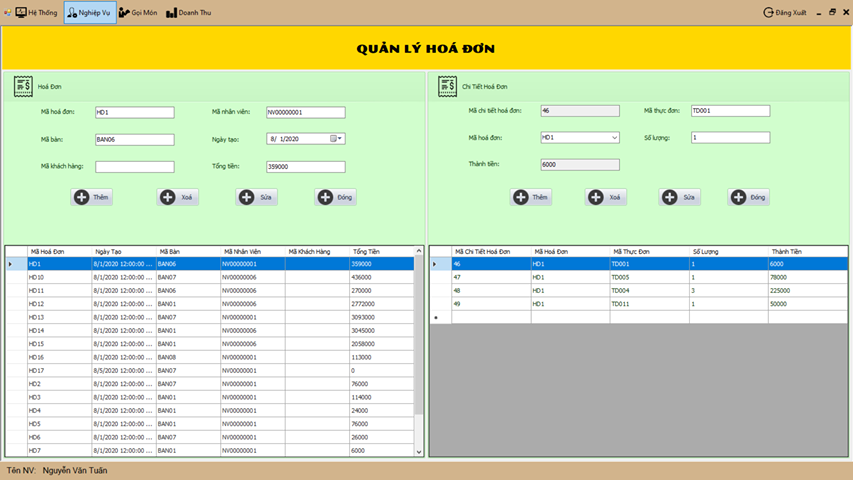 Hệ Thống Nghiệp Vụ Gọi Món Doanh Thu Đăng Xuất
QUẢN LÝ HOÁ ĐƠN
Hoá Đơn
Mã hoá đơn: HD1 Mã nhân viên: NV00000001
Mã bàn: BAN06 Ngày tạo: 8/ 1/2020
Mã khách hàng: Tổng tiền: 359000
Thêm Xoá Sửa Đóng
Mã Hoá Đơn Ngày Tạo Mã Bàn Mã Nhân Viên Mã Khách Hàng Tổng Tiền
HD1 8/1/2020 12:00:00 ... BAN06 NV00000001 359000
HD10 8/1/2020 12:00:00 ... BAN07 NV00000006 436000
HD11 8/1/2020 12:00:00 ... BAN06 NV00000006 270000
HD12 8/1/2020 12:00:00 ... BAN01 NV00000006 2772000
HD13 8/1/2020 12:00:00 ... BAN07 NV00000001 3093000
HD14 8/1/2020 12:00:00 ... BAN01 NV00000006 3045000
HD15 8/1/2020 12:00:00 ... BAN01 NV00000006 2058000
HD16 8/1/2020 12:00:00 ... BAN08 NV00000001 113000
HD17 8/5/2020 12:00:00 ... BAN07 NV00000001 0
HD2 8/1/2020 12:00:00 ... BAN07 NV00000001 76000
HD3 8/1/2020 12:00:00 ... BAN01 NV00000001 114000
HD4 8/1/2020 12:00:00 ... BAN01 NV00000001 24000
HD5 8/1/2020 12:00:00 ... BAN01 NV00000001 76000
HD6 8/1/2020 12:00:00 ... BAN07 NV00000001 26000
HD7 8/1/2020 12:00:00 ... BAN01 NV00000001 6000
Chi Tiết Hoá Đơn
Mã chi tiết hoá đơn: 46 Mã thực đơn: TD001
Mã hoá đơn: HD1 Số lượng: 1
Thành tiền: 6000
Thêm Xoá Sửa Đóng
Mã Chi Tiết Hoá Đơn Mã Hoá Đơn Mã Thực Đơn Số Lượng Thành Tiền
46 HD1 TD001 1 6000
47 HD1 TD005 1 78000
48 HD1 TD004 3 225000
49 HD1 TD011 1 50000
Tên NV: Nguyễn Văn Tuấn